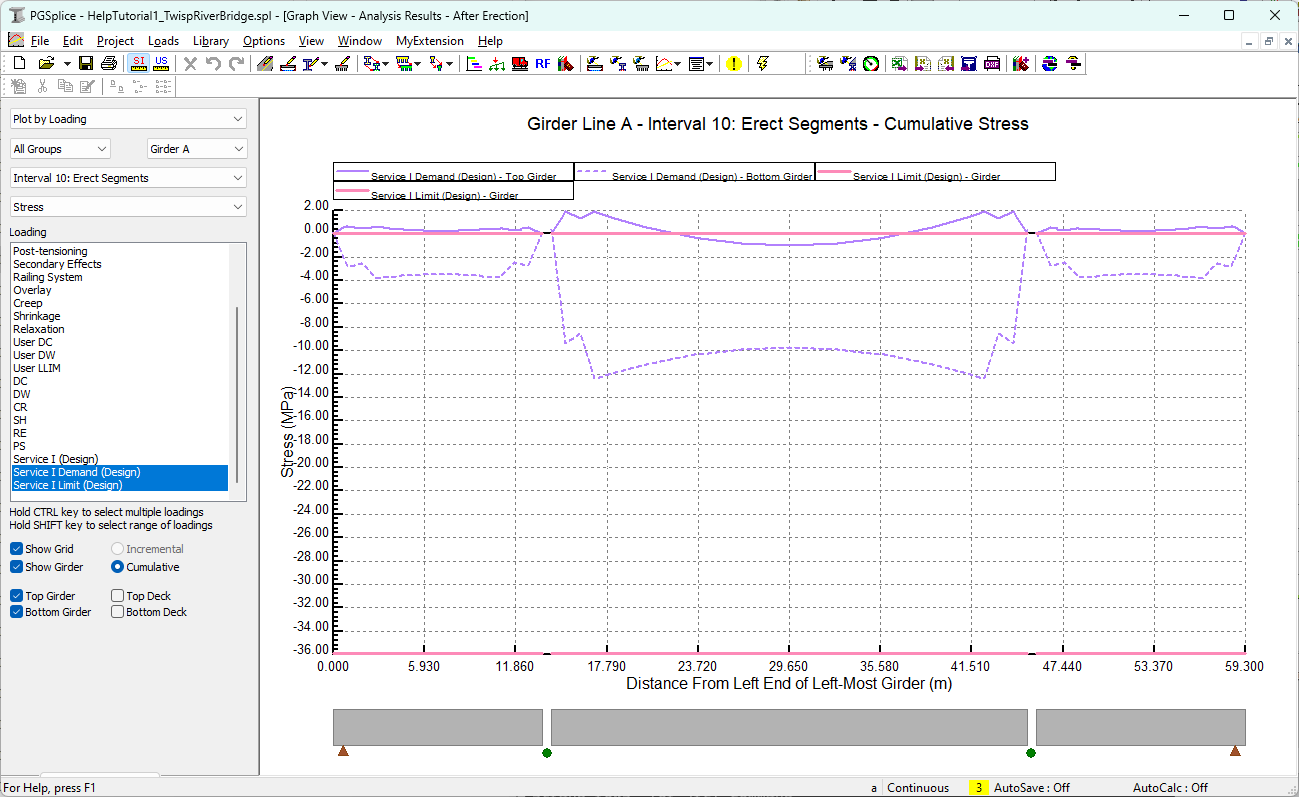 PGSplice - HelpTutorial1_TwispRiverBridge.spl - [Graph View - Analysis Results - After Erection]
File Edit Project Loads Library Options View Window MyExtension Help
SI US RF DXF
Plot by Loading
All Groups Girder A
Interval 10: Erect Segments
Stress
Loading
Post-tensioning
Secondary Effects
Railing System
Overlay
Creep
Shrinkage
Relaxation
User DC
User DW
User LLIM
DC
DW
CR
SH
RE
PS
Service I (Design)
Service I Demand (Design)
Service I Limit (Design)
Hold CTRL key to select multiple loadings
Hold SHIFT key to select range of loadings
Show Grid Incremental
Show Girder Cumulative
Top Girder Top Deck
Bottom Girder Bottom Deck
Girder Line A - Interval 10: Erect Segments - Cumulative Stress
Service I Demand (Design) - Top Girder Service I Demand (Design) - Bottom Girder Service I Limit (Design) - Girder
Service I Limit (Design) - Girder
2.00
0.00
-2.00
-4.00
-6.00
-8.00
-10.00
-12.00
-14.00
-16.00
-18.00
-20.00
-22.00
-24.00
-26.00
-28.00
-30.00
-32.00
-34.00
-36.00
Stress (MPa)
0.000 5.930 11.860 17.790 23.720 29.650 35.580 41.510 47.440 53.370 59.300
Distance From Left End of Left-Most Girder (m)
For Help, press F1 a Continuous 3 AutoSave : Off AutoCalc : Off